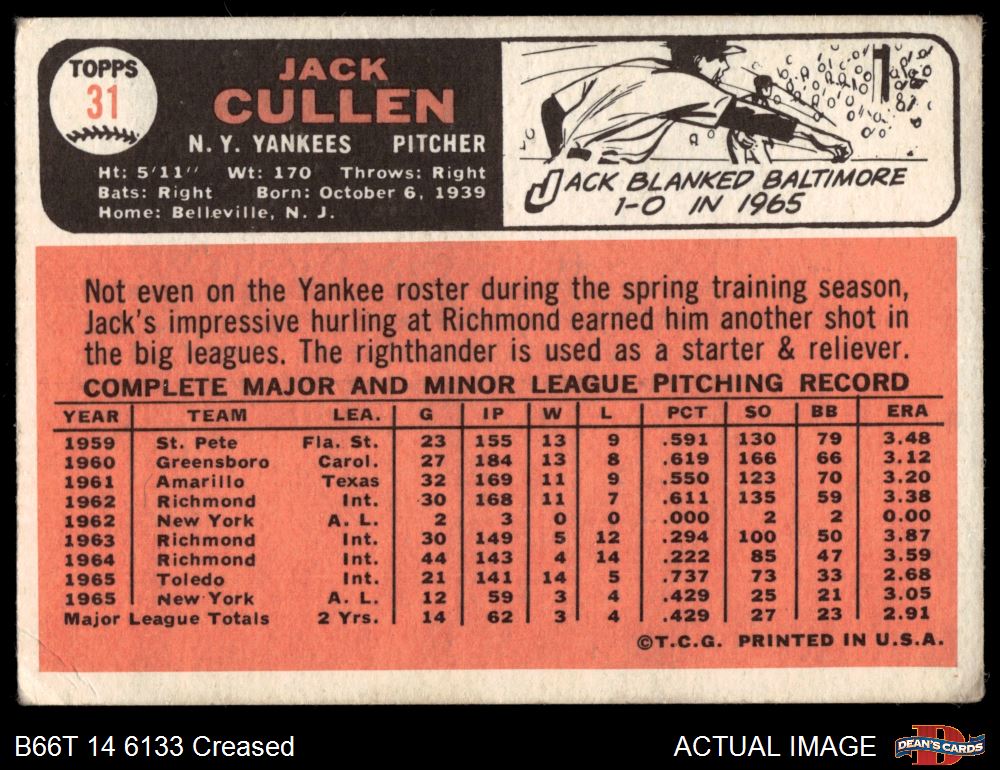 TOPPS
31
JACK
CULLEN
N. Y. YANKEES PITCHER
Ht: 5'11" Wt: 170 Throws: Right
Bats: Right Born: October 6, 1939
Home: Belleville, N. J.
JACK BLANKED BALTIMORE
1-0 IN 1965
Not even on the Yankee roster during the spring training season,
Jack's impressive hurling at Richmond earned him another shot in
the big leagues. The righthander is used as a starter & reliever.
COMPLETE MAJOR AND MINOR LEAGUE PITCHING RECORD
YEAR TEAM LEA. G IP W L PCT SO BB ERA
1959 St. Pete Fla. St. 23 155 13 9 .591 130 79 3.48
1960 Greensboro Carol. 27 184 13 8 .619 166 66 3.12
1961 Amarillo Texas 32 169 11 9 .550 123 70 3.20
1962 Richmond Int. 30 168 11 7 .611 135 59 3.38
1962 New York A. L. 2 3 0 0 .000 2 2 0.00
1963 Richmond Int. 30 149 5 12 .294 100 50 3.87
1964 Richmond Int. 44 143 4 14 .222 85 47 3.59
1965 Toledo Int. 21 141 14 5 .737 73 33 2.68
1965 New York A. L. 12 59 3 4 .429 25 21 3.05
Major League Totals 2 Yrs. 14 62 3 4 .429 27 23 2.91
©T.C.G. PRINTED IN U.S.A.
B66T 14 6133 Creased
ACTUAL IMAGE
DEAN'S CARDS